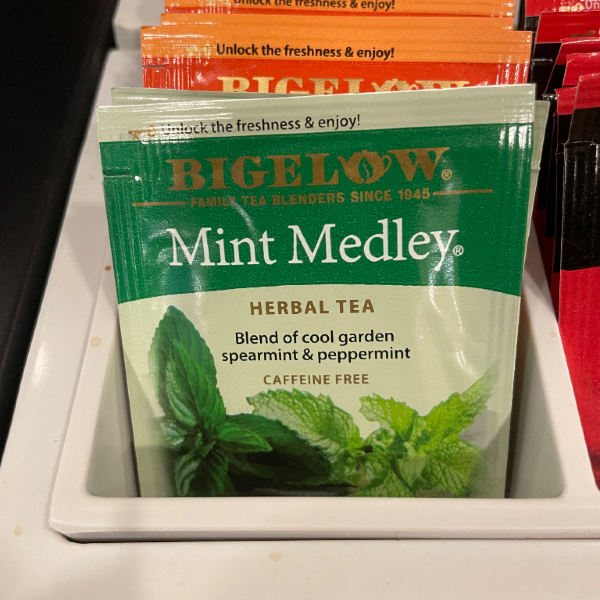 Unlock the freshness & enjoy!
Unlock the freshness & enjoy!
BIGELOW
Unlock the freshness & enjoy!
BIGELOW®
FAMILY TEA BLENDERS SINCE 1945
Mint Medley®
HERBAL TEA
Blend of cool garden
spearmint & peppermint
CAFFEINE FREE